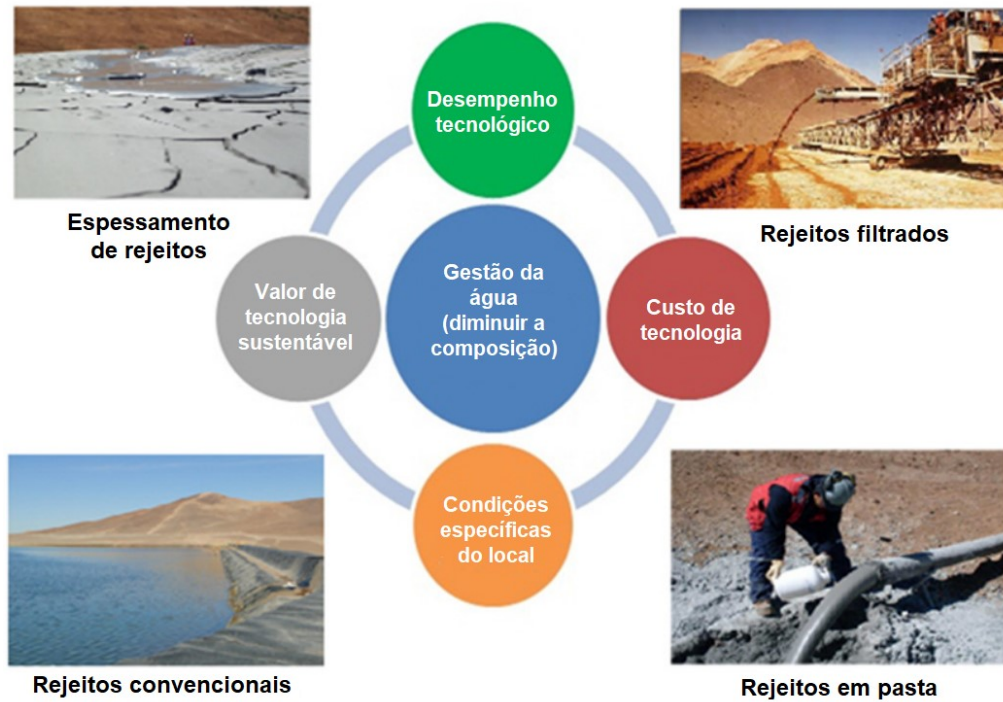 Desempenho
tecnológico
Espessamento
de rejeitos
Rejeitos filtrados
Valor de
tecnologia
sustentável
Gestão da
água
(diminuir a
composição)
Custo de
tecnologia
Condições
específicas
do local
Rejeitos convencionais
Rejeitos em pasta